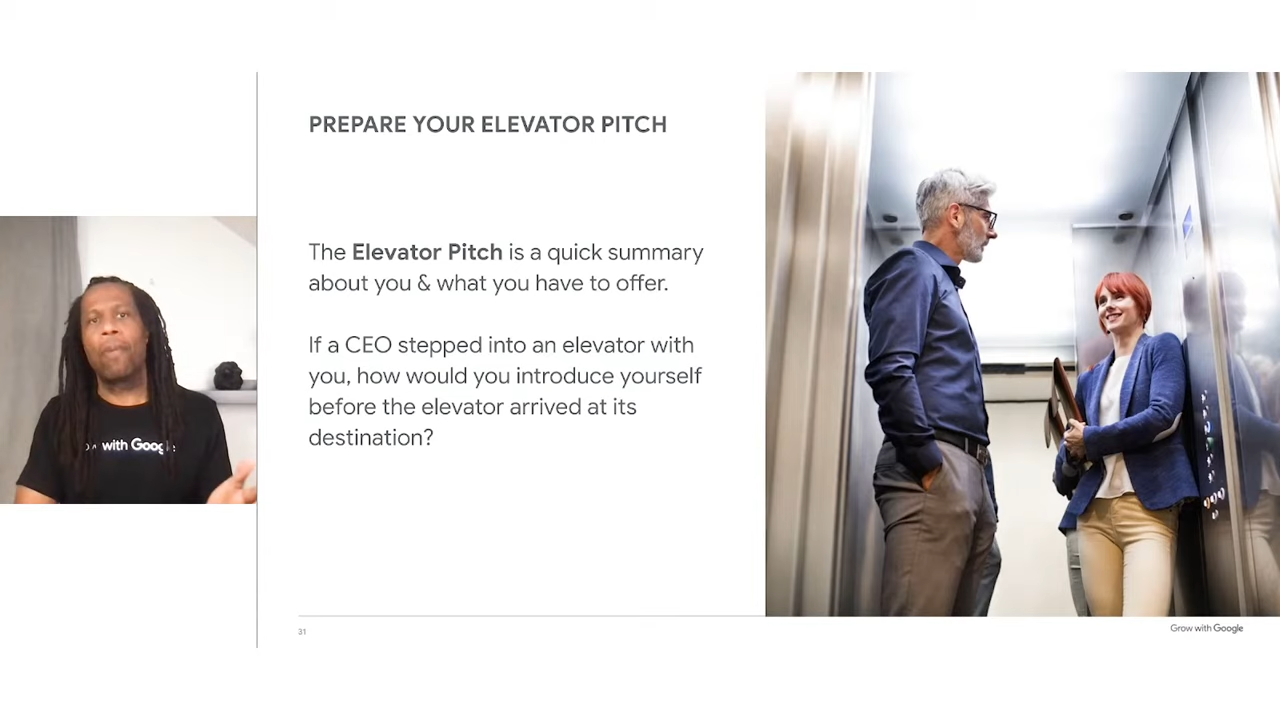 PREPARE YOUR ELEVATOR PITCH
The Elevator Pitch is a quick summary
about you & what you have to offer.
If a CEO stepped into an elevator with
you, how would you introduce yourself
before the elevator arrived at its
destination?
with Goog
31
Grow with Google